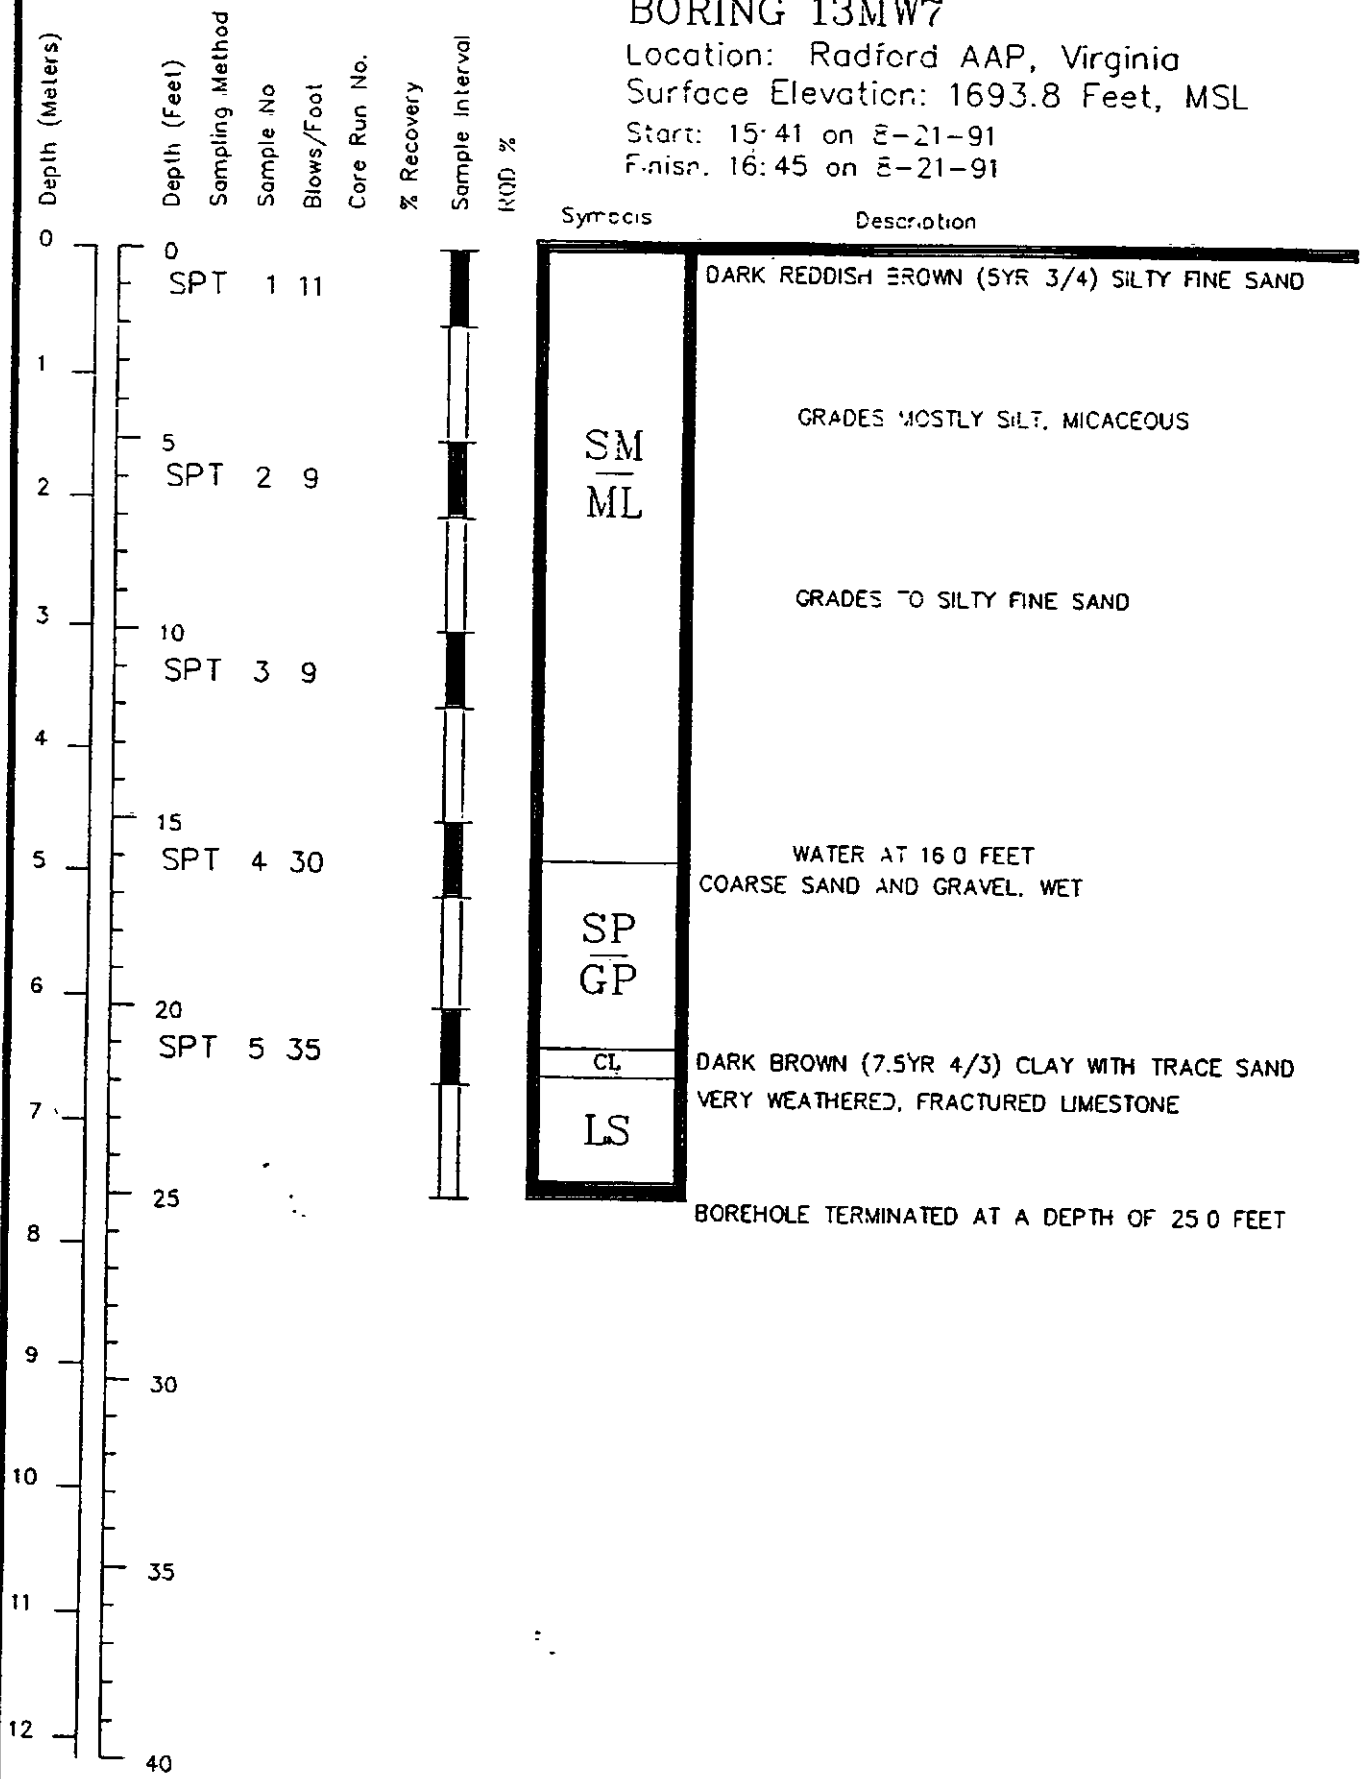 BORING 13MW7
Location: Radford AAP, Virginia
Surface Elevation: 1693.8 Feet, MSL
Start: 15:41 on 8-21-91
Finish: 16:45 on 8-21-91
Depth (Meters)
Depth (Feet)
Sampling Method
Sample No
Blows/Foot
Core Run No.
% Recovery
Sample Interval
RQD %
Symbols
Description
0
0
SPT 1 11
DARK REDDISH BROWN (5YR 3/4) SILTY FINE SAND
1
GRADES MOSTLY SILT, MICACEOUS
5
SM
ML
SPT 2 9
2
GRADES TO SILTY FINE SAND
3
10
SPT 3 9
4
15
SPT 4 30
5
WATER AT 16.0 FEET
COARSE SAND AND GRAVEL, WET
SP
GP
6
20
SPT 5 35
CL
DARK BROWN (7.5YR 4/3) CLAY WITH TRACE SAND
VERY WEATHERED, FRACTURED LIMESTONE
7
LS
25
BOREHOLE TERMINATED AT A DEPTH OF 25.0 FEET
8
9
30
10
35
11
12
40